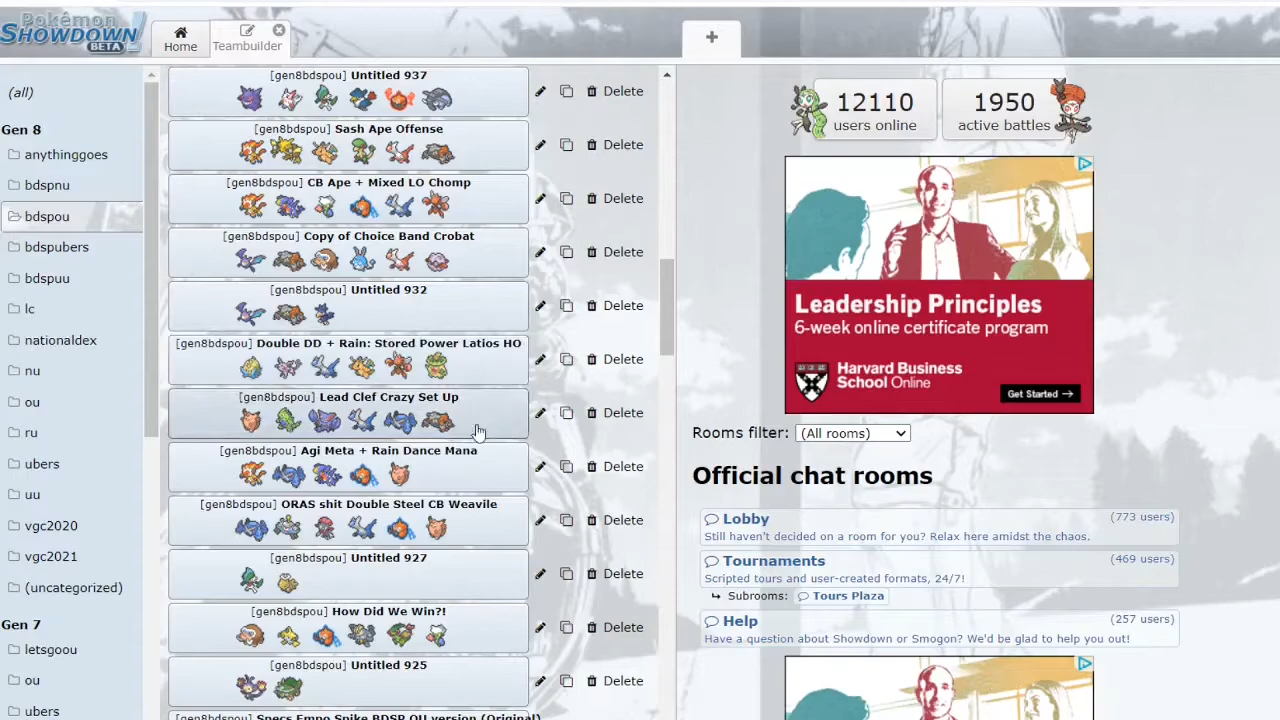 Pokémon
SHOWDOWN!
BETA
Home
Teambuilder
+
(all)
Gen 8
anythinggoes
bdspnu
bdspou
bdspubers
bdspuu
lc
nationaldex
nu
ou
ru
ubers
uu
vgc2020
vgc2021
(uncategorized)
Gen 7
letsgoou
ou
ubers
[gen8bdspou] Untitled 937
Delete
[gen8bdspou] Sash Ape Offense
Delete
[gen8bdspou] CB Ape + Mixed LO Chomp
Delete
[gen8bdspou] Copy of Choice Band Crobat
Delete
[gen8bdspou] Untitled 932
Delete
[gen8bdspou] Double DD + Rain: Stored Power Latios HO
Delete
[gen8bdspou] Lead Clef Crazy Set Up
Delete
[gen8bdspou] Agi Meta + Rain Dance Mana
Delete
[gen8bdspou] ORAS shit Double Steel CB Weavile
Delete
[gen8bdspou] Untitled 927
Delete
[gen8bdspou] How Did We Win?!
Delete
[gen8bdspou] Untitled 925
Delete
[gen8bdspou] Specs Empo Spike BDSP OU version (Original)
12110
users online
1950
active battles
Leadership Principles
6-week online certificate program
Harvard Business
School Online
Get Started →
Rooms filter: (All rooms)
Official chat rooms
Lobby (773 users)
Still haven't decided on a room for you? Relax here amidst the chaos.
Tournaments (469 users)
Scripted tours and user-created formats, 24/7!
↳ Subrooms: Tours Plaza
Help (257 users)
Have a question about Showdown or Smogon? We'd be glad to help you out!